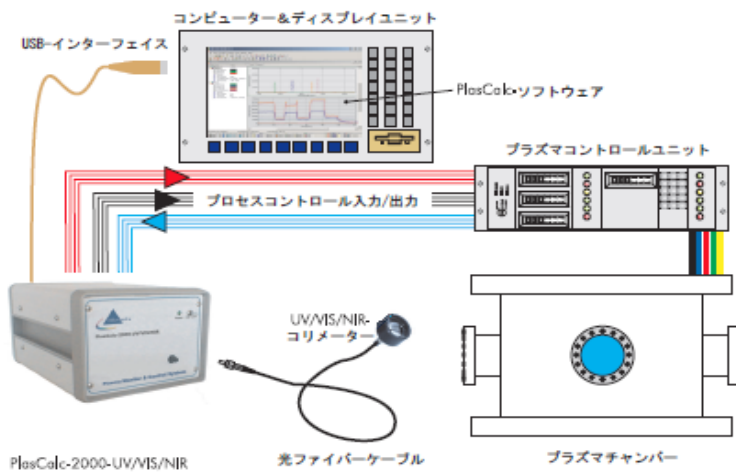 コンピューター＆ディスプレイユニット
USB-インターフェイス
PlasCalc-ソフトウェア
プラズマコントロールユニット
プロセスコントロール入力/出力
UV/VIS/NIR-
コリメーター
PlasCalc-2000-UV/VIS/NIR
光ファイバーケーブル
プラズマチャンバー